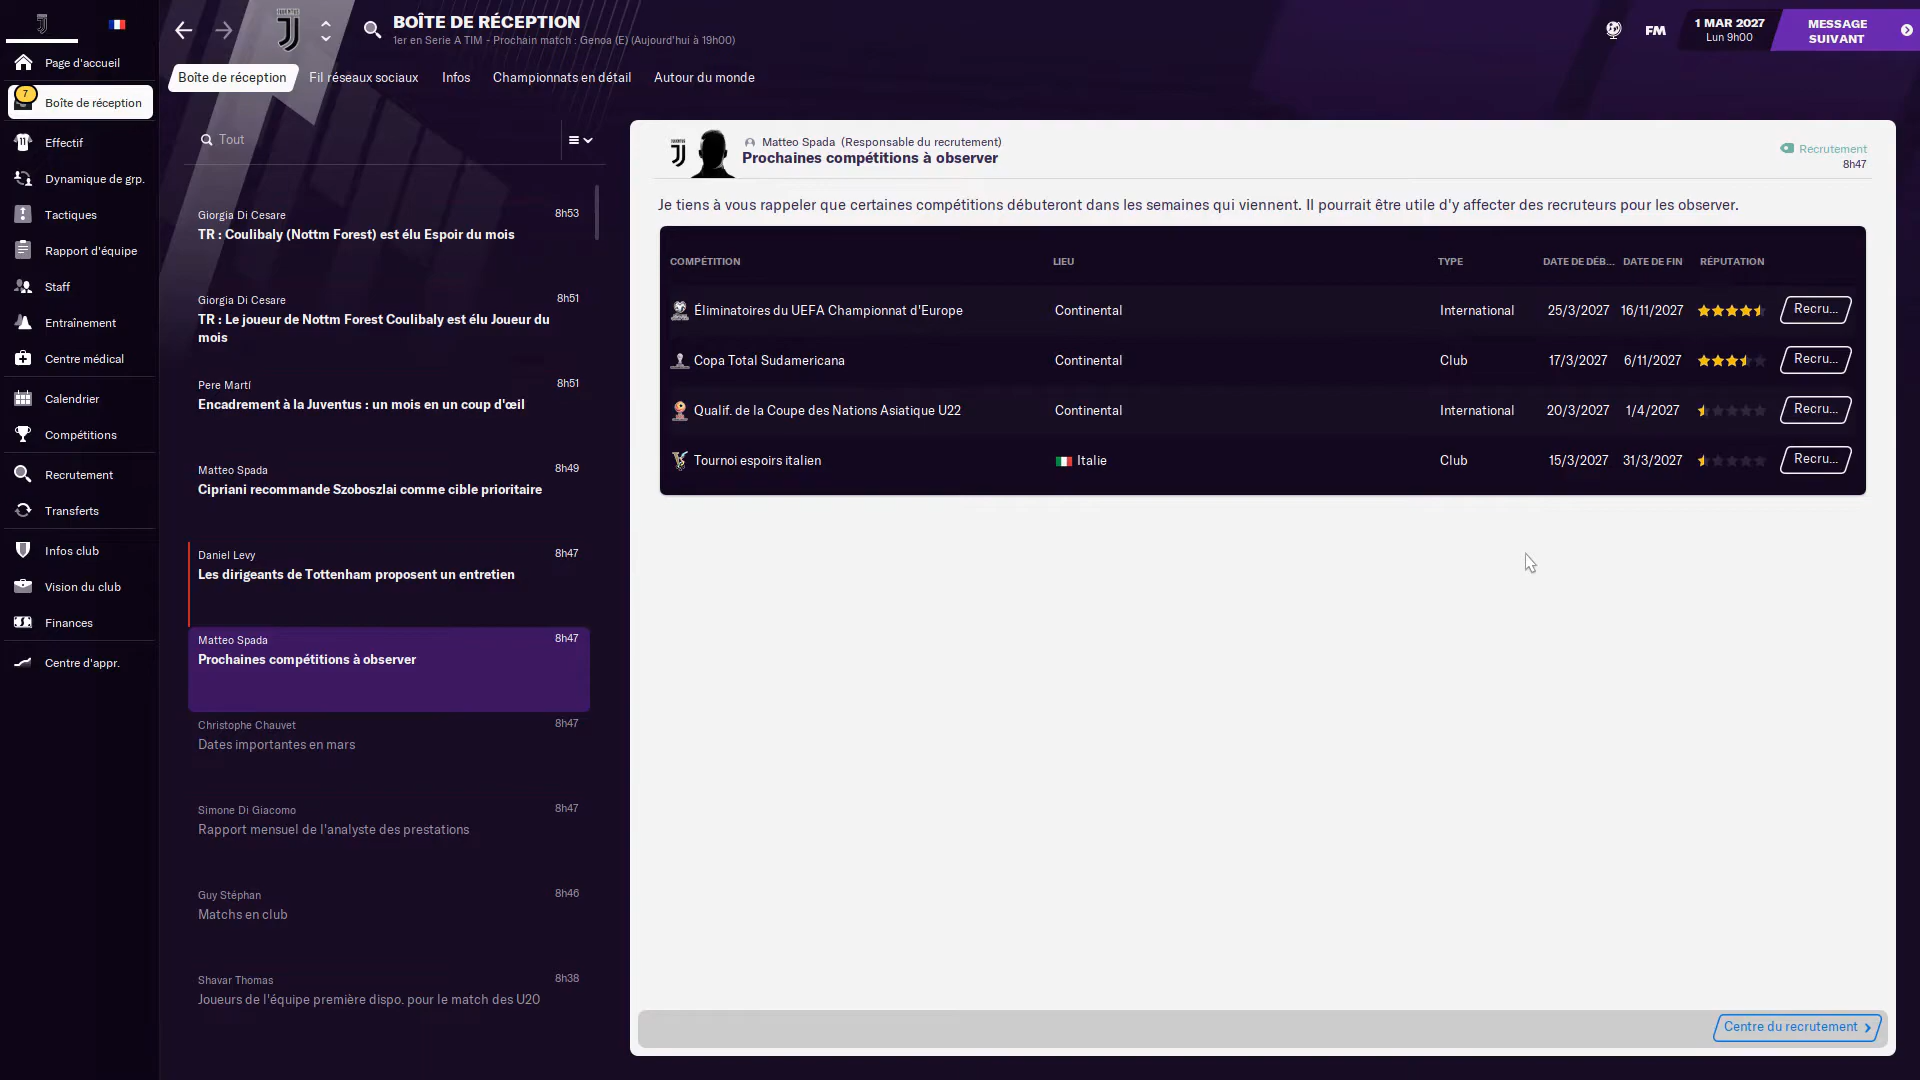 BOÎTE DE RÉCEPTION
1er en Serie A TIM - Prochain match : Genoa (E) (Aujourd'hui à 19h00)
FM
1 MAR 2027
Lun 9h00
MESSAGE
SUIVANT
Page d'accueil
7
Boîte de réception
Effectif
Dynamique de grp.
Tactiques
Rapport d'équipe
Staff
Entraînement
Centre médical
Calendrier
Compétitions
Recrutement
Transferts
Infos club
Vision du club
Finances
Centre d'appr.
Boîte de réception
Fil réseaux sociaux
Infos
Championnats en détail
Autour du monde
Tout
Giorgia Di Cesare 8h53
TR : Coulibaly (Nottm Forest) est élu Espoir du mois
Giorgia Di Cesare 8h51
TR : Le joueur de Nottm Forest Coulibaly est élu Joueur du
mois
Pere Martí 8h51
Encadrement à la Juventus : un mois en un coup d'œil
Matteo Spada 8h49
Cipriani recommande Szoboszlai comme cible prioritaire
Daniel Levy 8h47
Les dirigeants de Tottenham proposent un entretien
Matteo Spada 8h47
Prochaines compétitions à observer
Christophe Chauvet 8h47
Dates importantes en mars
Simone Di Giacomo 8h47
Rapport mensuel de l'analyste des prestations
Guy Stéphan 8h46
Matchs en club
Shavar Thomas 8h38
Joueurs de l'équipe première dispo. pour le match des U20
Matteo Spada (Responsable du recrutement)
Prochaines compétitions à observer
Recrutement
8h47
Je tiens à vous rappeler que certaines compétitions débuteront dans les semaines qui viennent. Il pourrait être utile d'y affecter des recruteurs pour les observer.
COMPÉTITION LIEU TYPE DATE DE DÉB... DATE DE FIN RÉPUTATION
Éliminatoires du UEFA Championnat d'Europe Continental International 25/3/2027 16/11/2027 Recru...
Copa Total Sudamericana Continental Club 17/3/2027 6/11/2027 Recru...
Qualif. de la Coupe des Nations Asiatique U22 Continental International 20/3/2027 1/4/2027 Recru...
Tournoi espoirs italien Italie Club 15/3/2027 31/3/2027 Recru...
Centre du recrutement